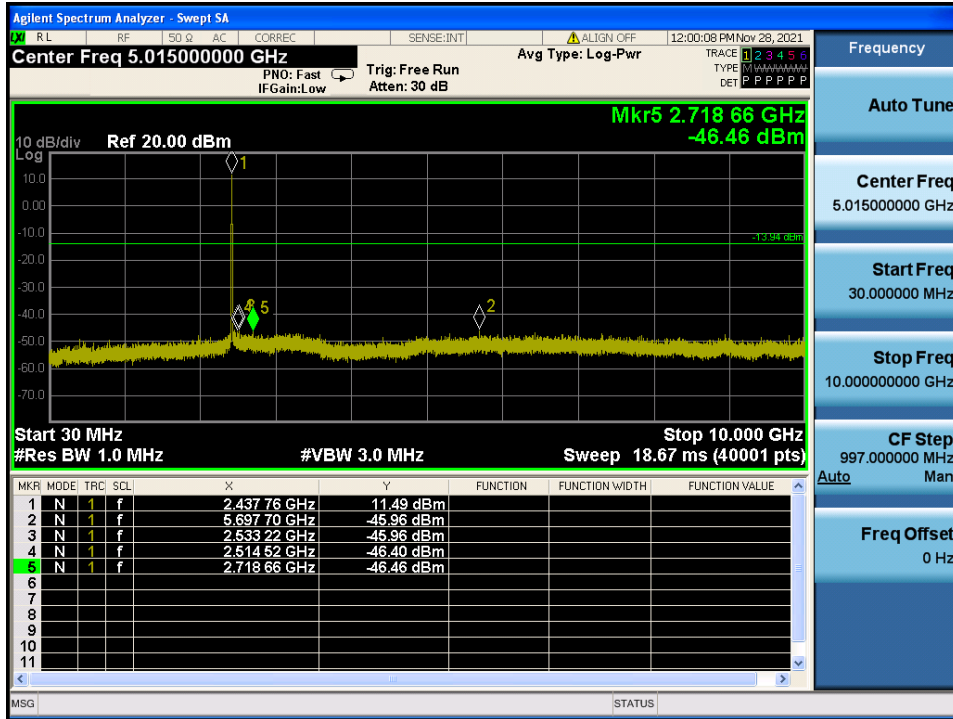 Agilent Spectrum Analyzer - Swept SA
LXI RL RF 50 Ω AC CORREC SENSE:INT ALIGN OFF 12:00:08 PM Nov 28, 2021
Center Freq 5.015000000 GHz
PNO: Fast
IFGain:Low
Trig: Free Run
Atten: 30 dB
Avg Type: Log-Pwr
TRACE 1 2 3 4 5 6
TYPE M WWWWW
DET P P P P P P
Mkr5 2.718 66 GHz
-46.46 dBm
10 dB/div Ref 20.00 dBm
Log
10.0
0.00
-10.0
-20.0
-30.0
-40.0
-50.0
-60.0
-70.0
1
-13.94 dBm
5
2
Start 30 MHz Stop 10.000 GHz
#Res BW 1.0 MHz #VBW 3.0 MHz Sweep 18.67 ms (40001 pts)
MKR MODE TRC SCL X Y FUNCTION FUNCTION WIDTH FUNCTION VALUE
1 N 1 f 2.437 76 GHz 11.49 dBm
2 N 1 f 5.697 70 GHz -45.96 dBm
3 N 1 f 2.533 22 GHz -45.96 dBm
4 N 1 f 2.514 52 GHz -46.40 dBm
5 N 1 f 2.718 66 GHz -46.46 dBm
6
7
8
9
10
11
MSG STATUS
Frequency
Auto Tune
Center Freq
5.015000000 GHz
Start Freq
30.000000 MHz
Stop Freq
10.000000000 GHz
CF Step
997.000000 MHz
Auto Man
Freq Offset
0 Hz